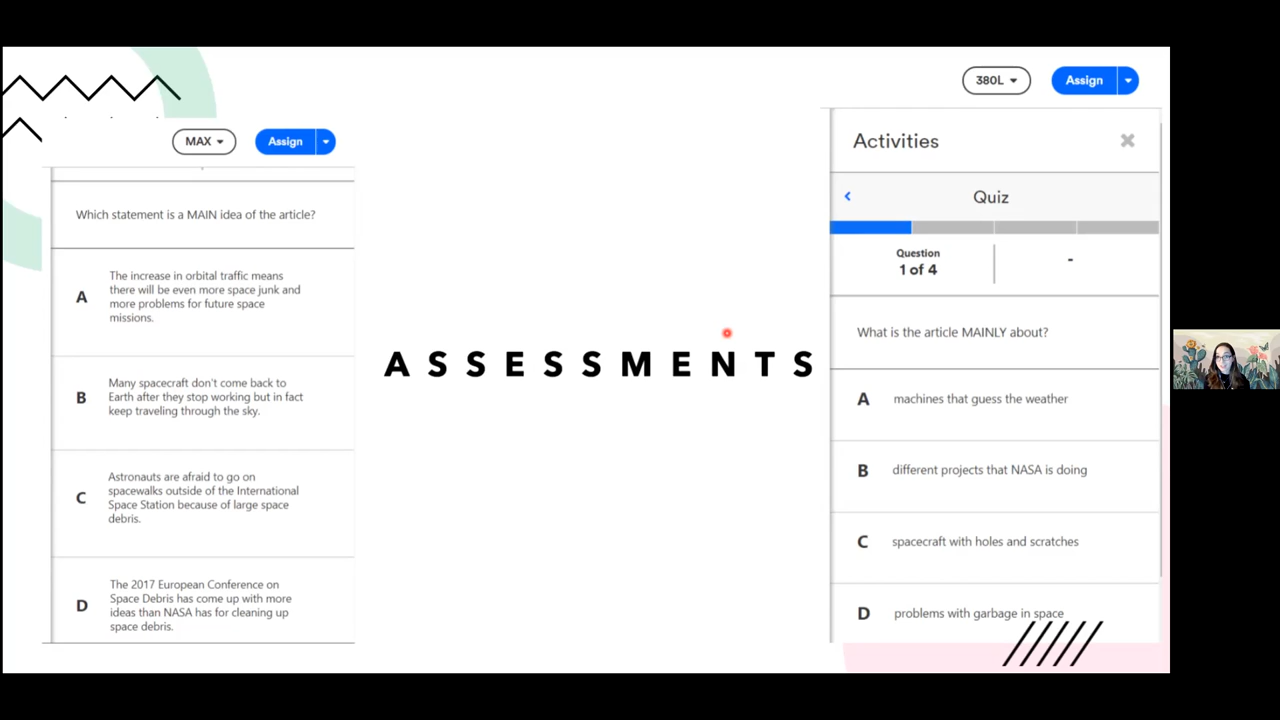 MAX
Assign
Which statement is a MAIN idea of the article?
A
The increase in orbital traffic means
there will be even more space junk and
more problems for future space
missions.
B
Many spacecraft don't come back to
Earth after they stop working but in fact
keep traveling through the sky.
C
Astronauts are afraid to go on
spacewalks outside of the International
Space Station because of large space
debris.
D
The 2017 European Conference on
Space Debris has come up with more
ideas than NASA has for cleaning up
space debris.
ASSESSMENTS
380L
Assign
Activities
Quiz
Question
1 of 4
-
What is the article MAINLY about?
A machines that guess the weather
B different projects that NASA is doing
C spacecraft with holes and scratches
D problems with garbage in space